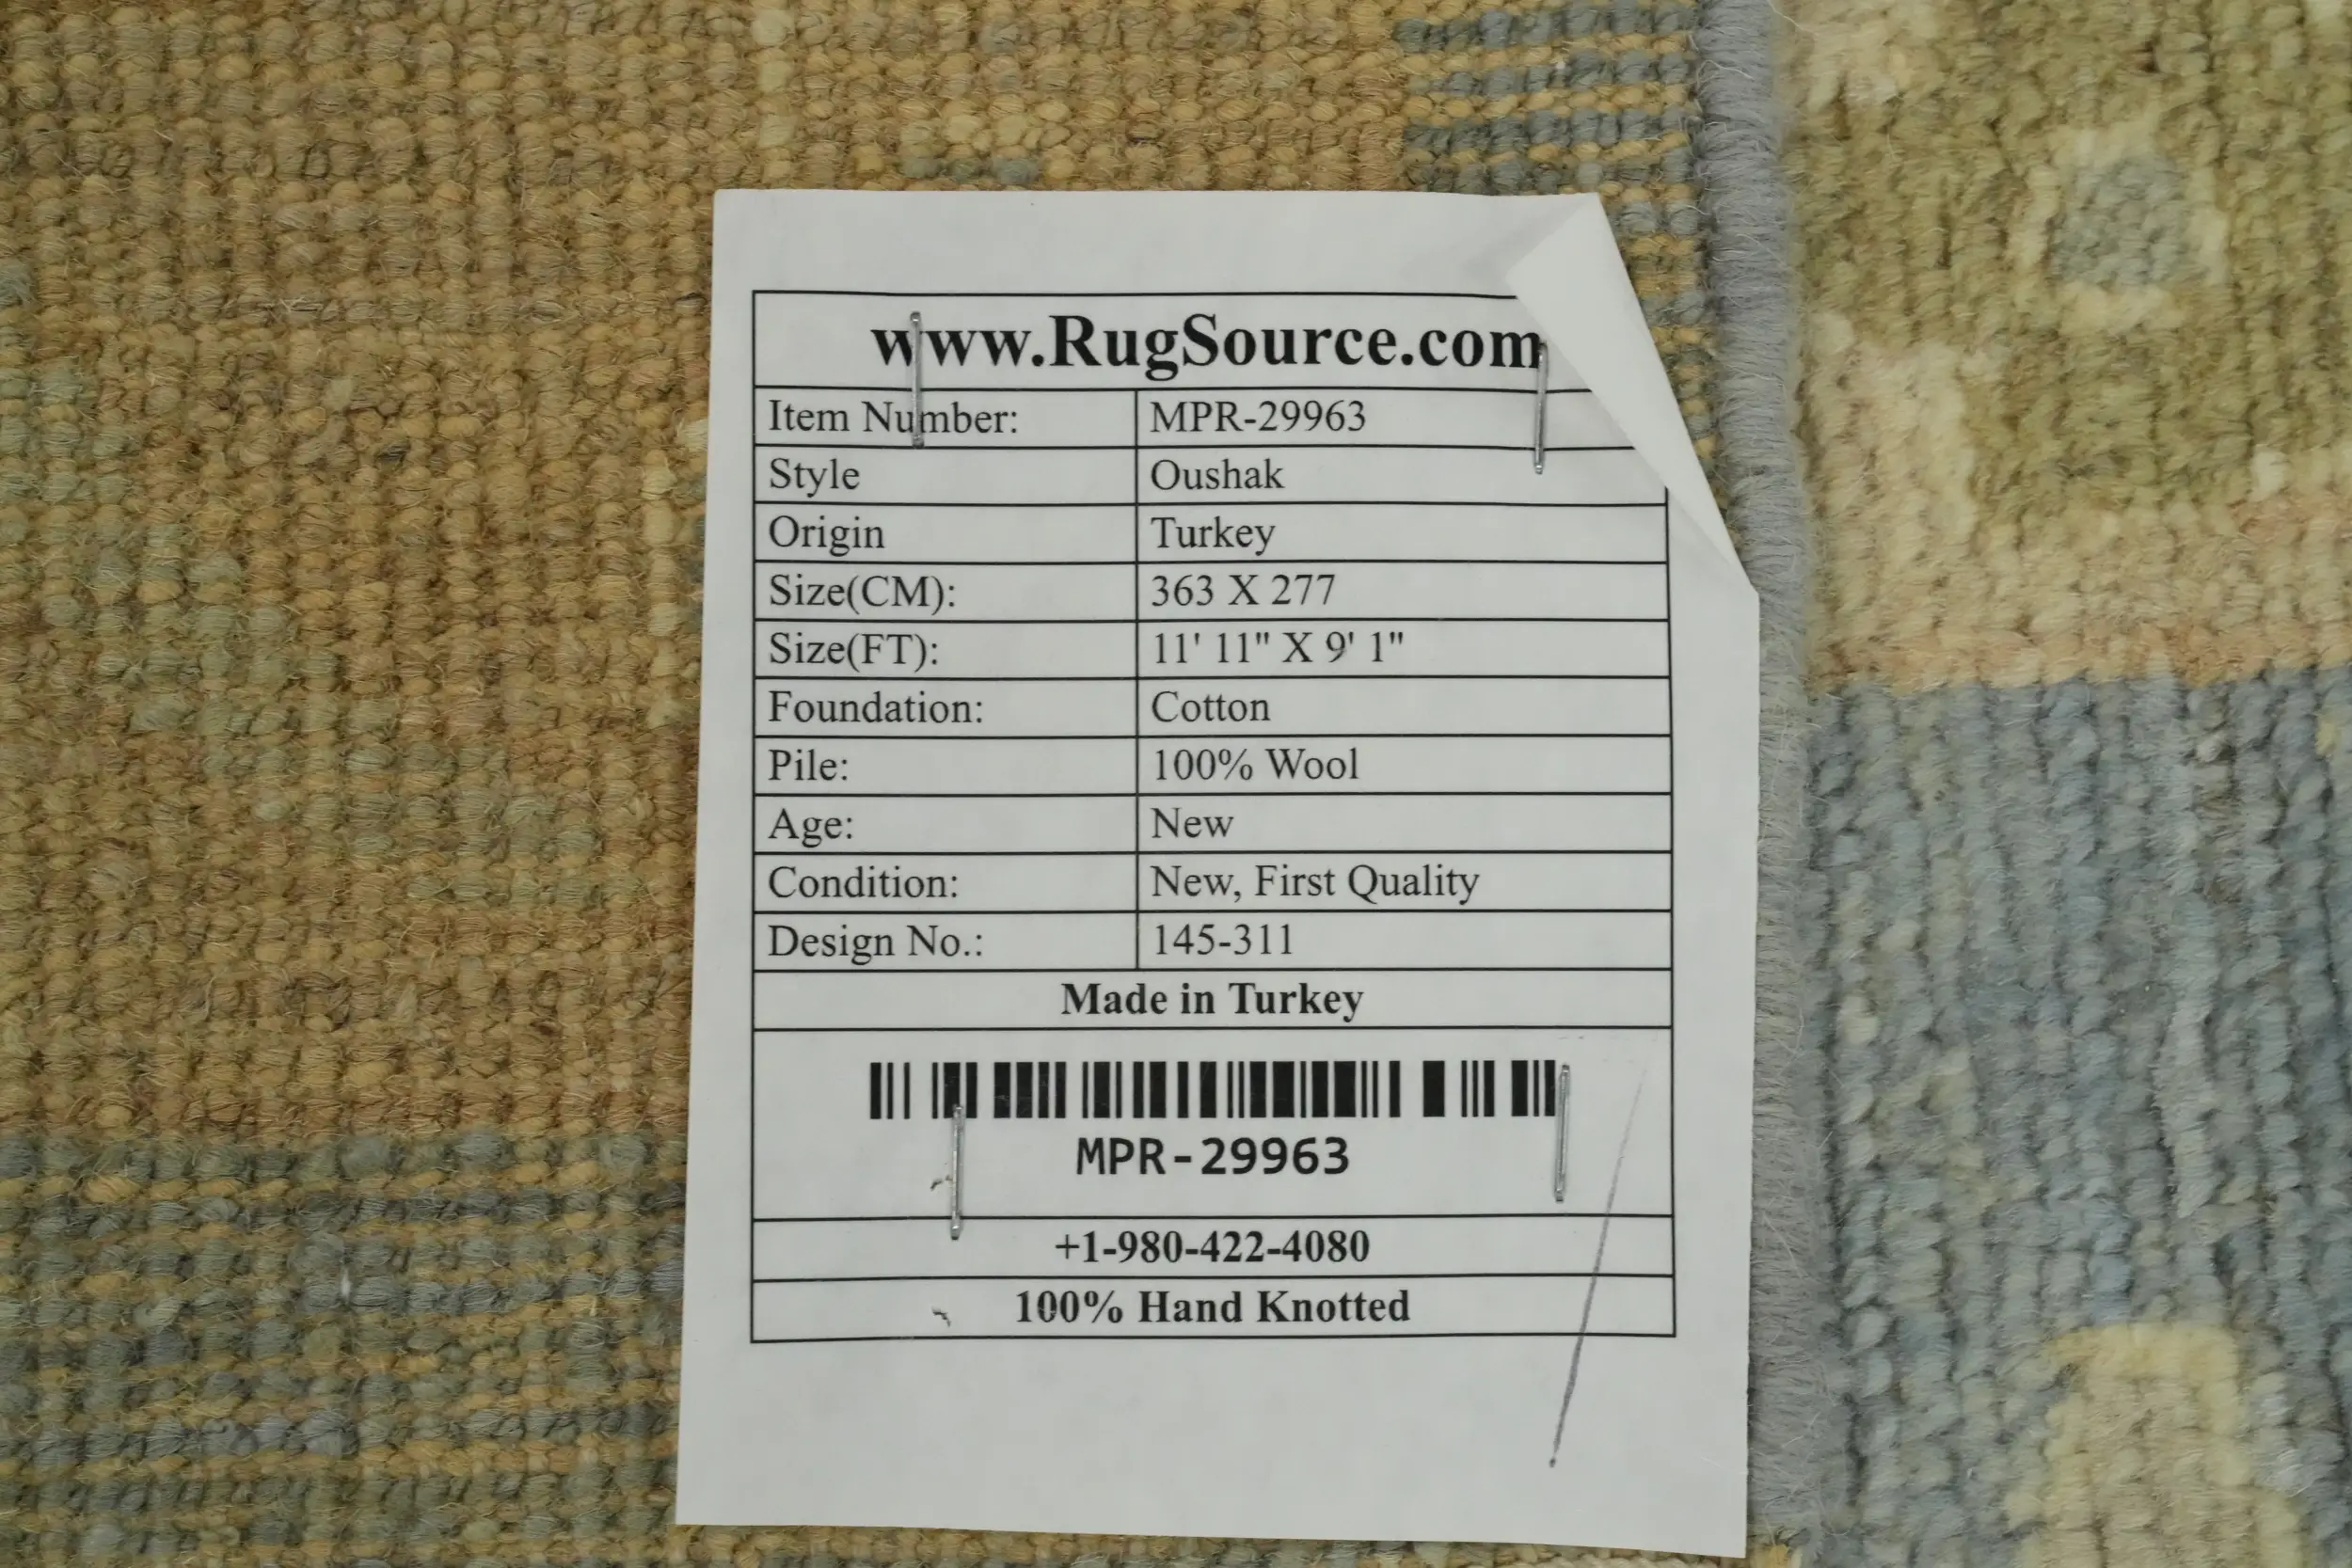 www.RugSource.com
Item Number: MPR-29963
Style Oushak
Origin Turkey
Size(CM): 363 X 277
Size(FT): 11' 11" X 9' 1"
Foundation: Cotton
Pile: 100% Wool
Age: New
Condition: New, First Quality
Design No.: 145-311
Made in Turkey
MPR-29963
+1-980-422-4080
100% Hand Knotted